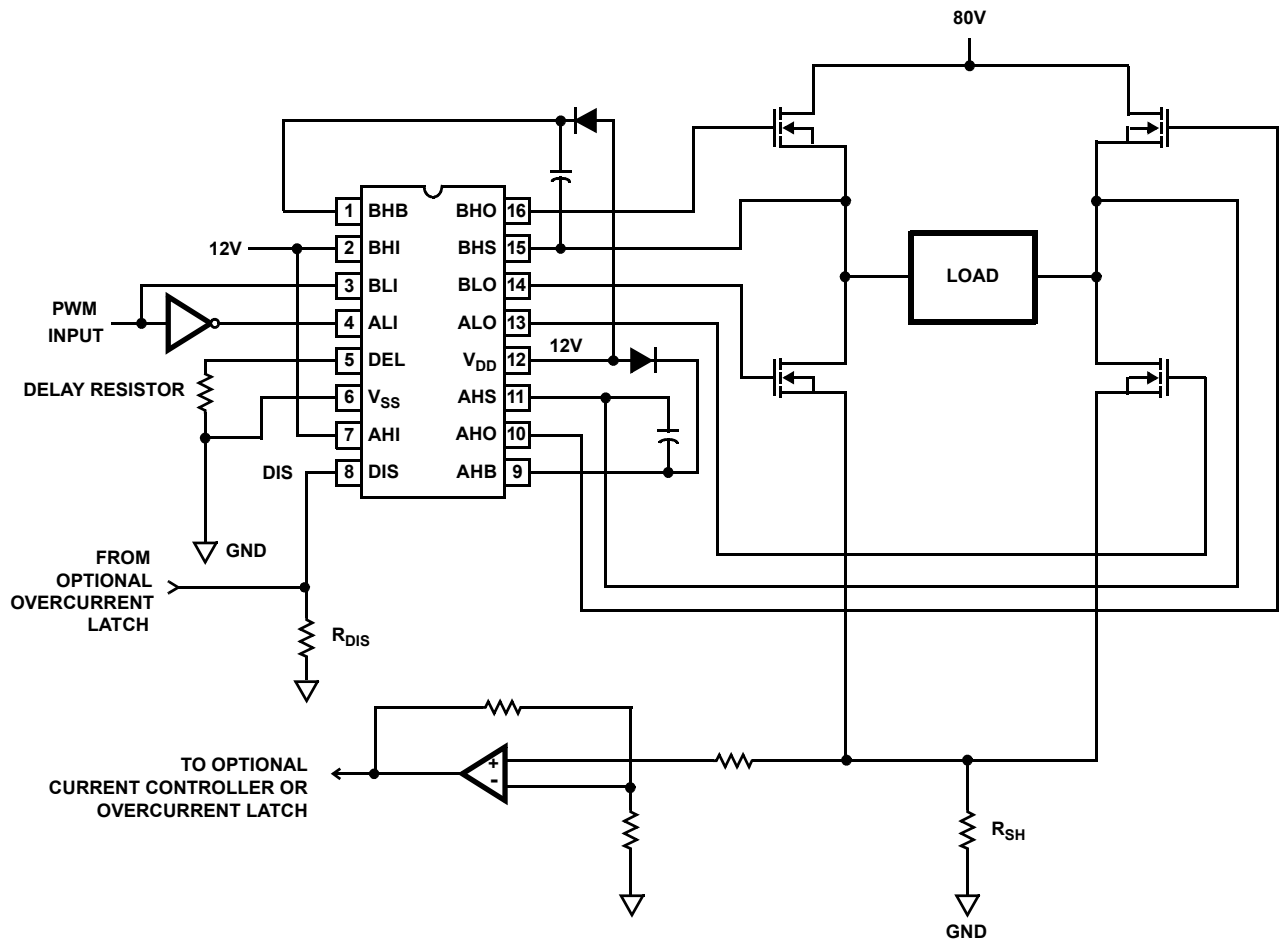 80V
1 BHB BHO 16
12V 2 BHI BHS 15
3 BLI BLO 14
PWM
INPUT
4 ALI ALO 13
5 DEL VDD 12 12V
DELAY RESISTOR
6 VSS AHS 11
7 AHI AHO 10
DIS 8 DIS AHB 9
LOAD
GND
FROM
OPTIONAL
OVERCURRENT
LATCH
RDIS
TO OPTIONAL
CURRENT CONTROLLER OR
OVERCURRENT LATCH
+
-
RSH
GND